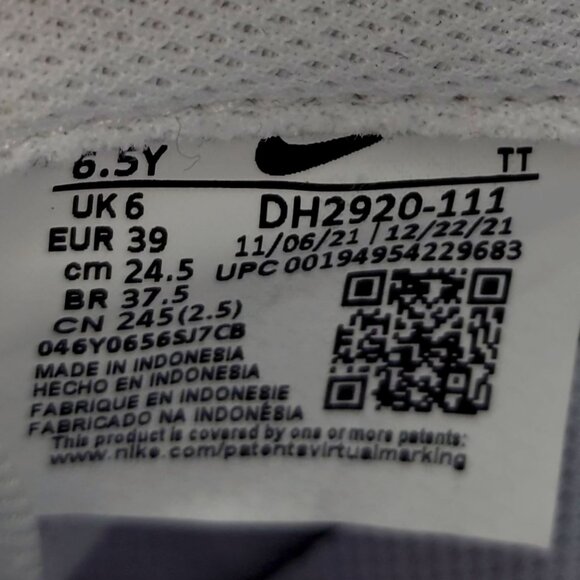 6.5Y TT
UK 6
DH2920-111
EUR 39
11/06/21 | 12/22/21
cm 24.5
UPC 00194954229683
BR 37.5
CN 245(2.5)
046Y0656SJ7CB
MADE IN INDONESIA
HECHO EN INDONESIA
FABRIQUE EN INDONESIE
FABRICADO NA INDONÉSIA
This product is covered by one or more patents:
www.nike.com/patentsvirtualmarking